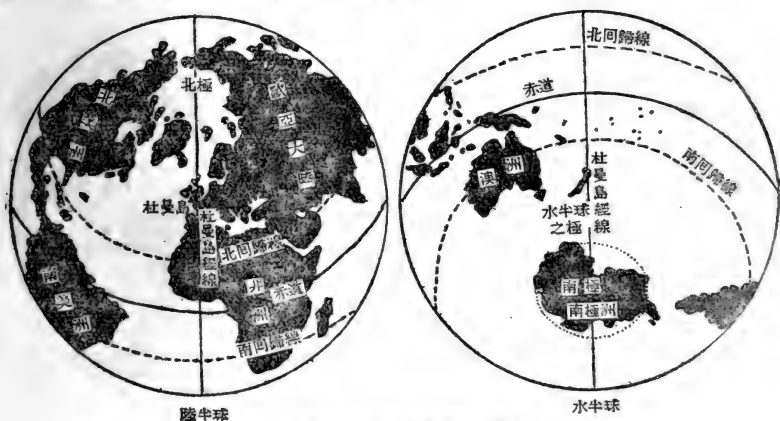 北極
北美洲
歐亞大陸
杜曼島
杜曼島經線
北回歸線
非洲
赤道
南回歸線
南美洲
陸半球
北回歸線
赤道
南回歸線
澳洲
杜曼島經線
水半球
之極
南極
南極洲
水半球